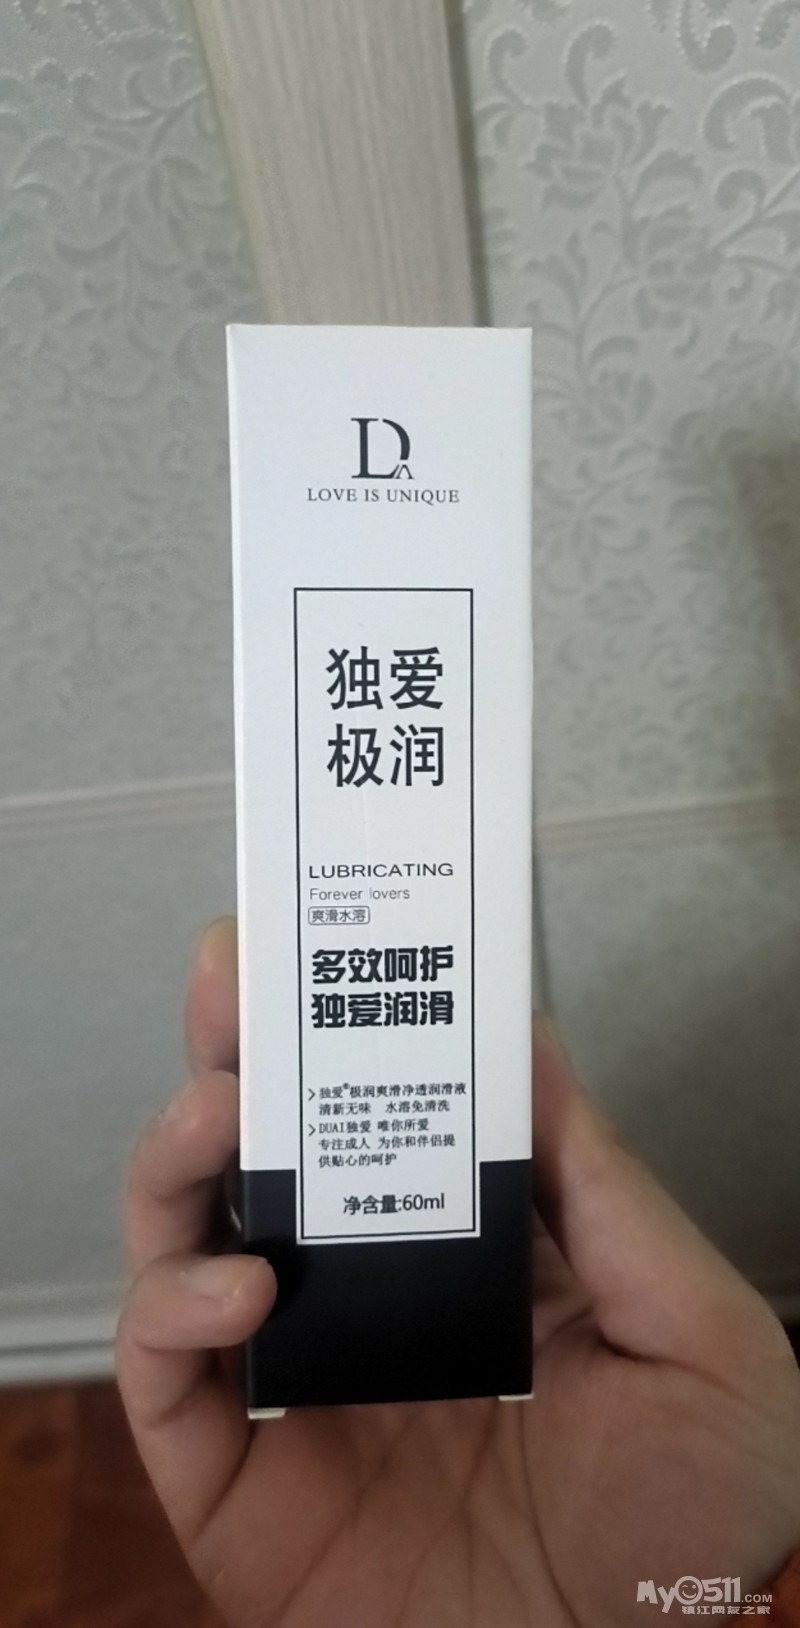 DA
LOVE IS UNIQUE
独爱
极润
LUBRICATING
Forever lovers
爽滑水溶
多效呵护
独爱润滑
独爱®极润爽滑净透润滑液
清新无味 水溶免清洗
DUAI独爱 唯你所爱
专注成人 为你和伴侣提
供贴心的呵护
净含量:60ml
My0511.COM
镇江网友之家